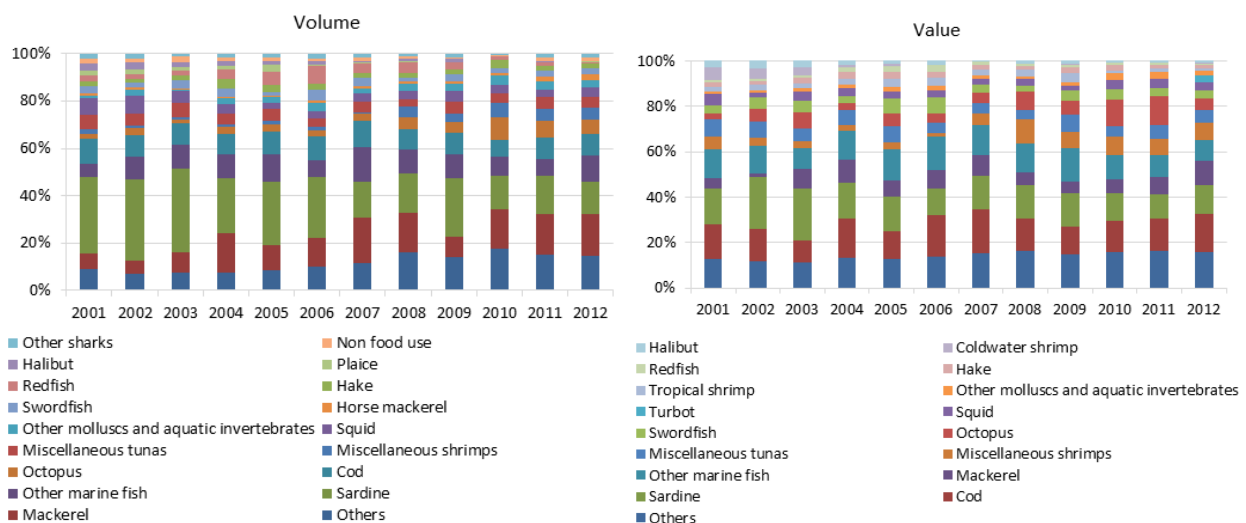 Volume
100%
80%
60%
40%
20%
0%
2001 2002 2003 2004 2005 2006 2007 2008 2009 2010 2011 2012
Other sharks Non food use
Halibut Plaice
Redfish Hake
Swordfish Horse mackerel
Other molluscs and aquatic invertebrates Squid
Miscellaneous tunas Miscellaneous shrimps
Octopus Cod
Other marine fish Sardine
Mackerel Others
Value
100%
80%
60%
40%
20%
0%
2001 2002 2003 2004 2005 2006 2007 2008 2009 2010 2011 2012
Halibut Coldwater shrimp
Redfish Hake
Tropical shrimp Other molluscs and aquatic invertebrates
Turbot Squid
Swordfish Octopus
Miscellaneous tunas Miscellaneous shrimps
Other marine fish Mackerel
Sardine Cod
Others